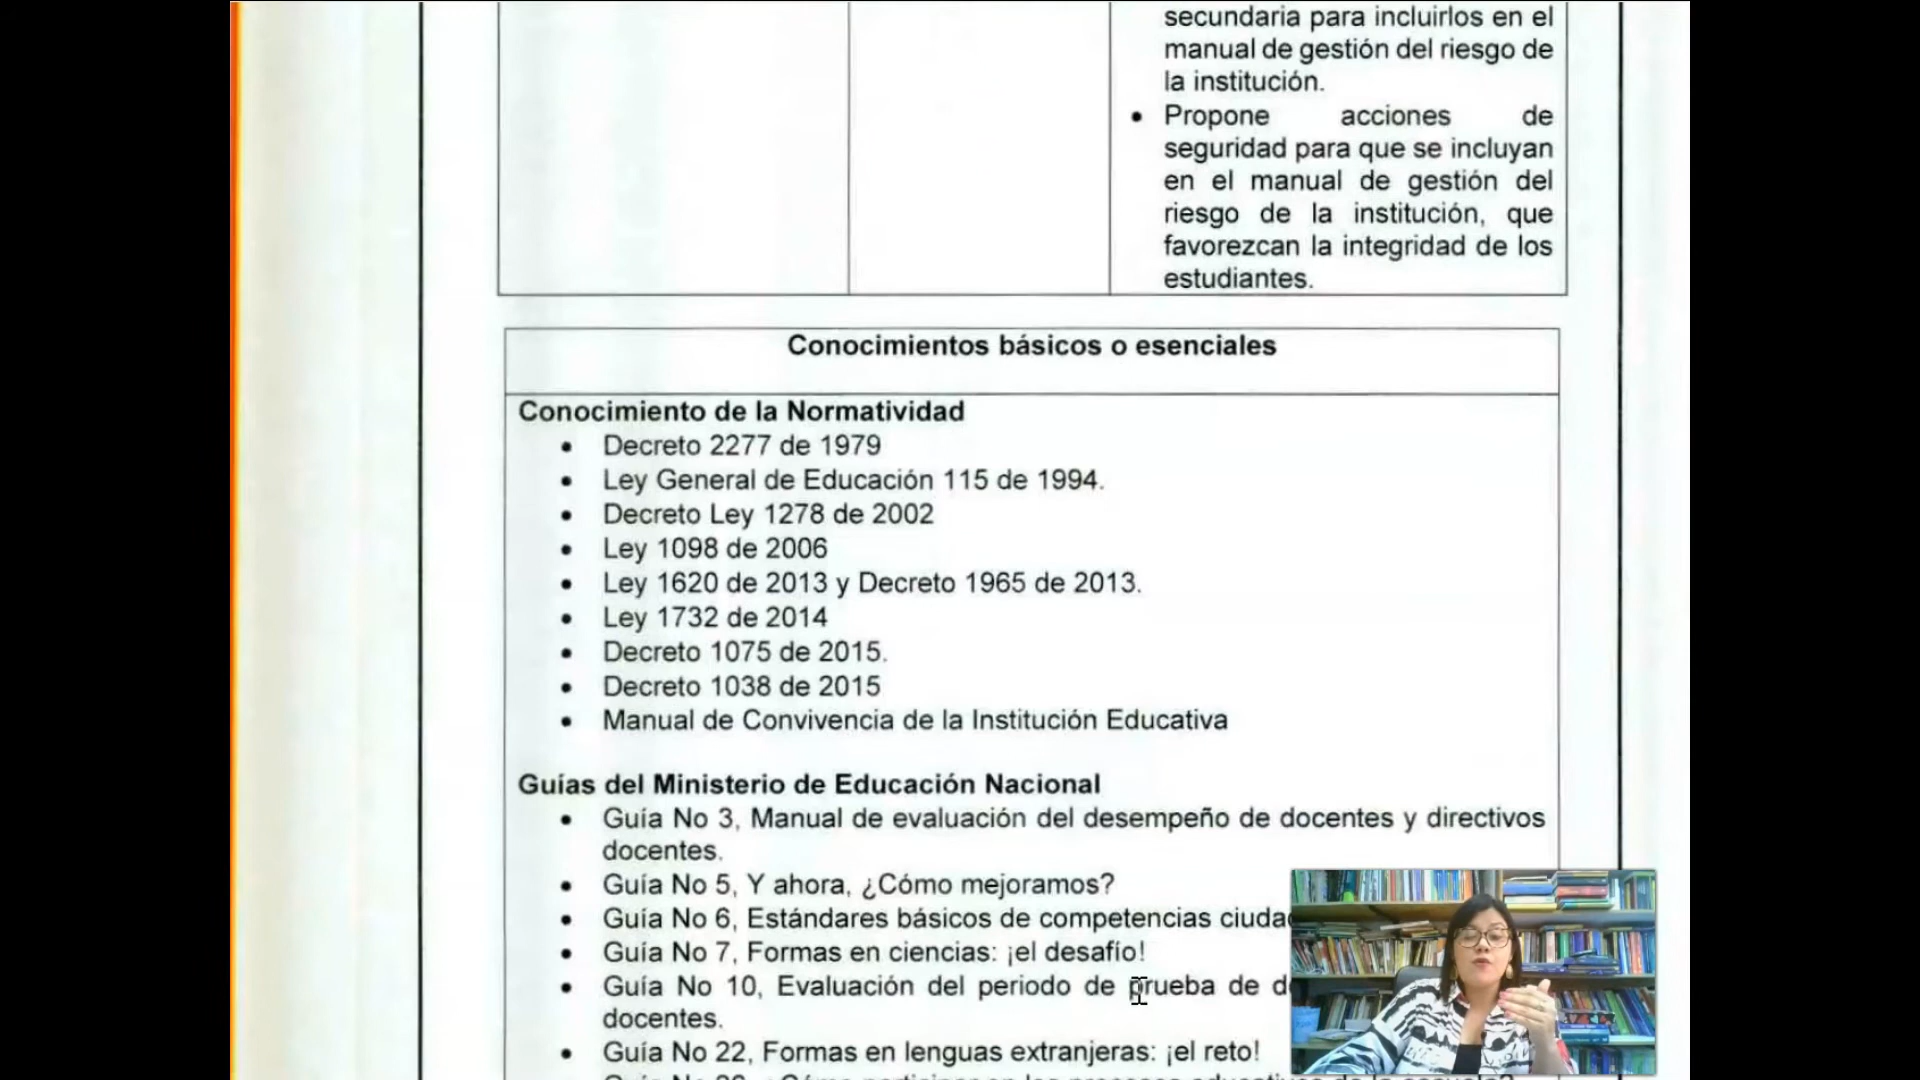 secundaria para incluirlos en el
manual de gestión del riesgo de
la institución.
• Propone acciones de
seguridad para que se incluyan
en el manual de gestión del
riesgo de la institución, que
favorezcan la integridad de los
estudiantes.
Conocimientos básicos o esenciales
Conocimiento de la Normatividad
• Decreto 2277 de 1979
• Ley General de Educación 115 de 1994.
• Decreto Ley 1278 de 2002
• Ley 1098 de 2006
• Ley 1620 de 2013 y Decreto 1965 de 2013.
• Ley 1732 de 2014
• Decreto 1075 de 2015.
• Decreto 1038 de 2015
• Manual de Convivencia de la Institución Educativa
Guías del Ministerio de Educación Nacional
• Guía No 3, Manual de evaluación del desempeño de docentes y directivos
docentes.
• Guía No 5, Y ahora, ¿Cómo mejoramos?
• Guía No 6, Estándares básicos de competencias
• Guía No 7, Formas en ciencias: ¡el desafío!
• Guía No 10, Evaluación del periodo de prueba de
docentes.
• Guía No 22, Formas en lenguas extranjeras: ¡el reto!